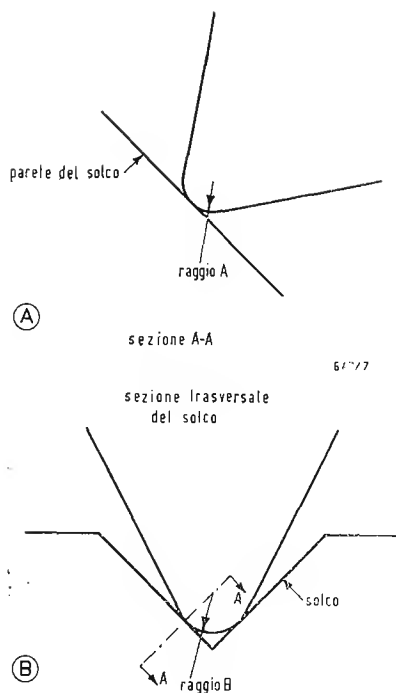 parete del solco
raggio A
A
sezione A-A
sezione trasversale
del solco
A
solco
A
raggio B
B